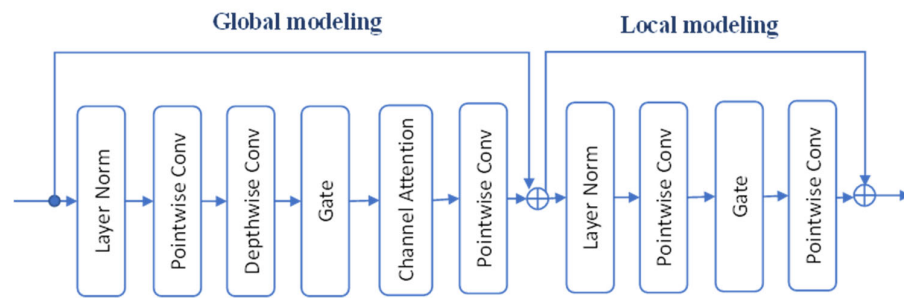 Global modeling
Local modeling
Layer Norm
Pointwise Conv
Depthwise Conv
Gate
Channel Attention
Pointwise Conv
Layer Norm
Pointwise Conv
Gate
Pointwise Conv